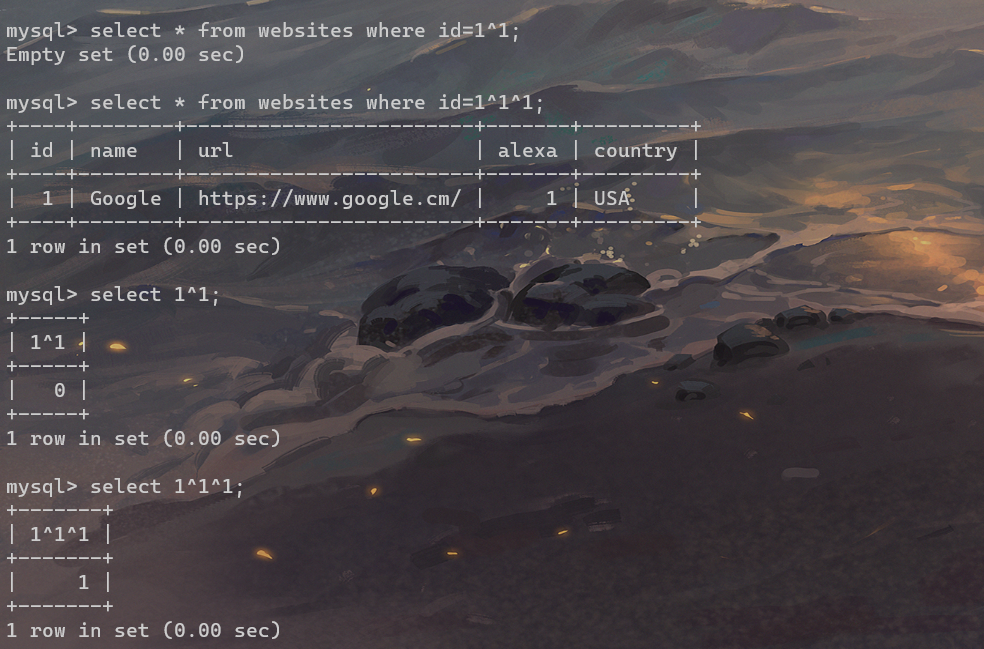 mysql> select * from websites where id=1^1;
Empty set (0.00 sec)
mysql> select * from websites where id=1^1^1;
+----+--------+------------------------+-------+---------+
| id | name   | url                    | alexa | country |
+----+--------+------------------------+-------+---------+
|  1 | Google | https://www.google.cm/ |     1 | USA     |
+----+--------+------------------------+-------+---------+
1 row in set (0.00 sec)
mysql> select 1^1;
+-----+
| 1^1 |
+-----+
|   0 |
+-----+
1 row in set (0.00 sec)
mysql> select 1^1^1;
+-------+
| 1^1^1 |
+-------+
|     1 |
+-------+
1 row in set (0.00 sec)